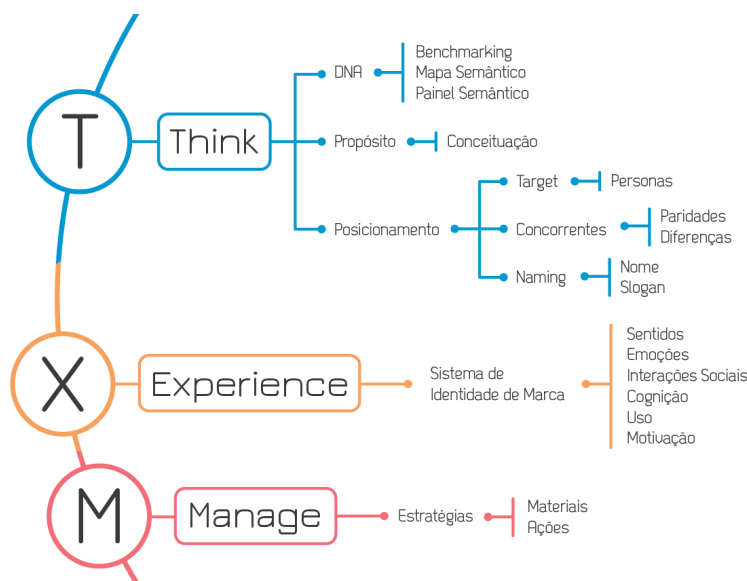 T
Think
DNA
Benchmarking
Mapa Semântico
Painel Semântico
Propósito
Conceituação
Posicionamento
Target
Personas
Concorrentes
Paridades
Diferenças
Naming
Nome
Slogan
X
Experience
Sistema de
Identidade de Marca
Sentidos
Emoções
Interações Sociais
Cognição
Uso
Motivação
M
Manage
Estratégias
Materiais
Ações